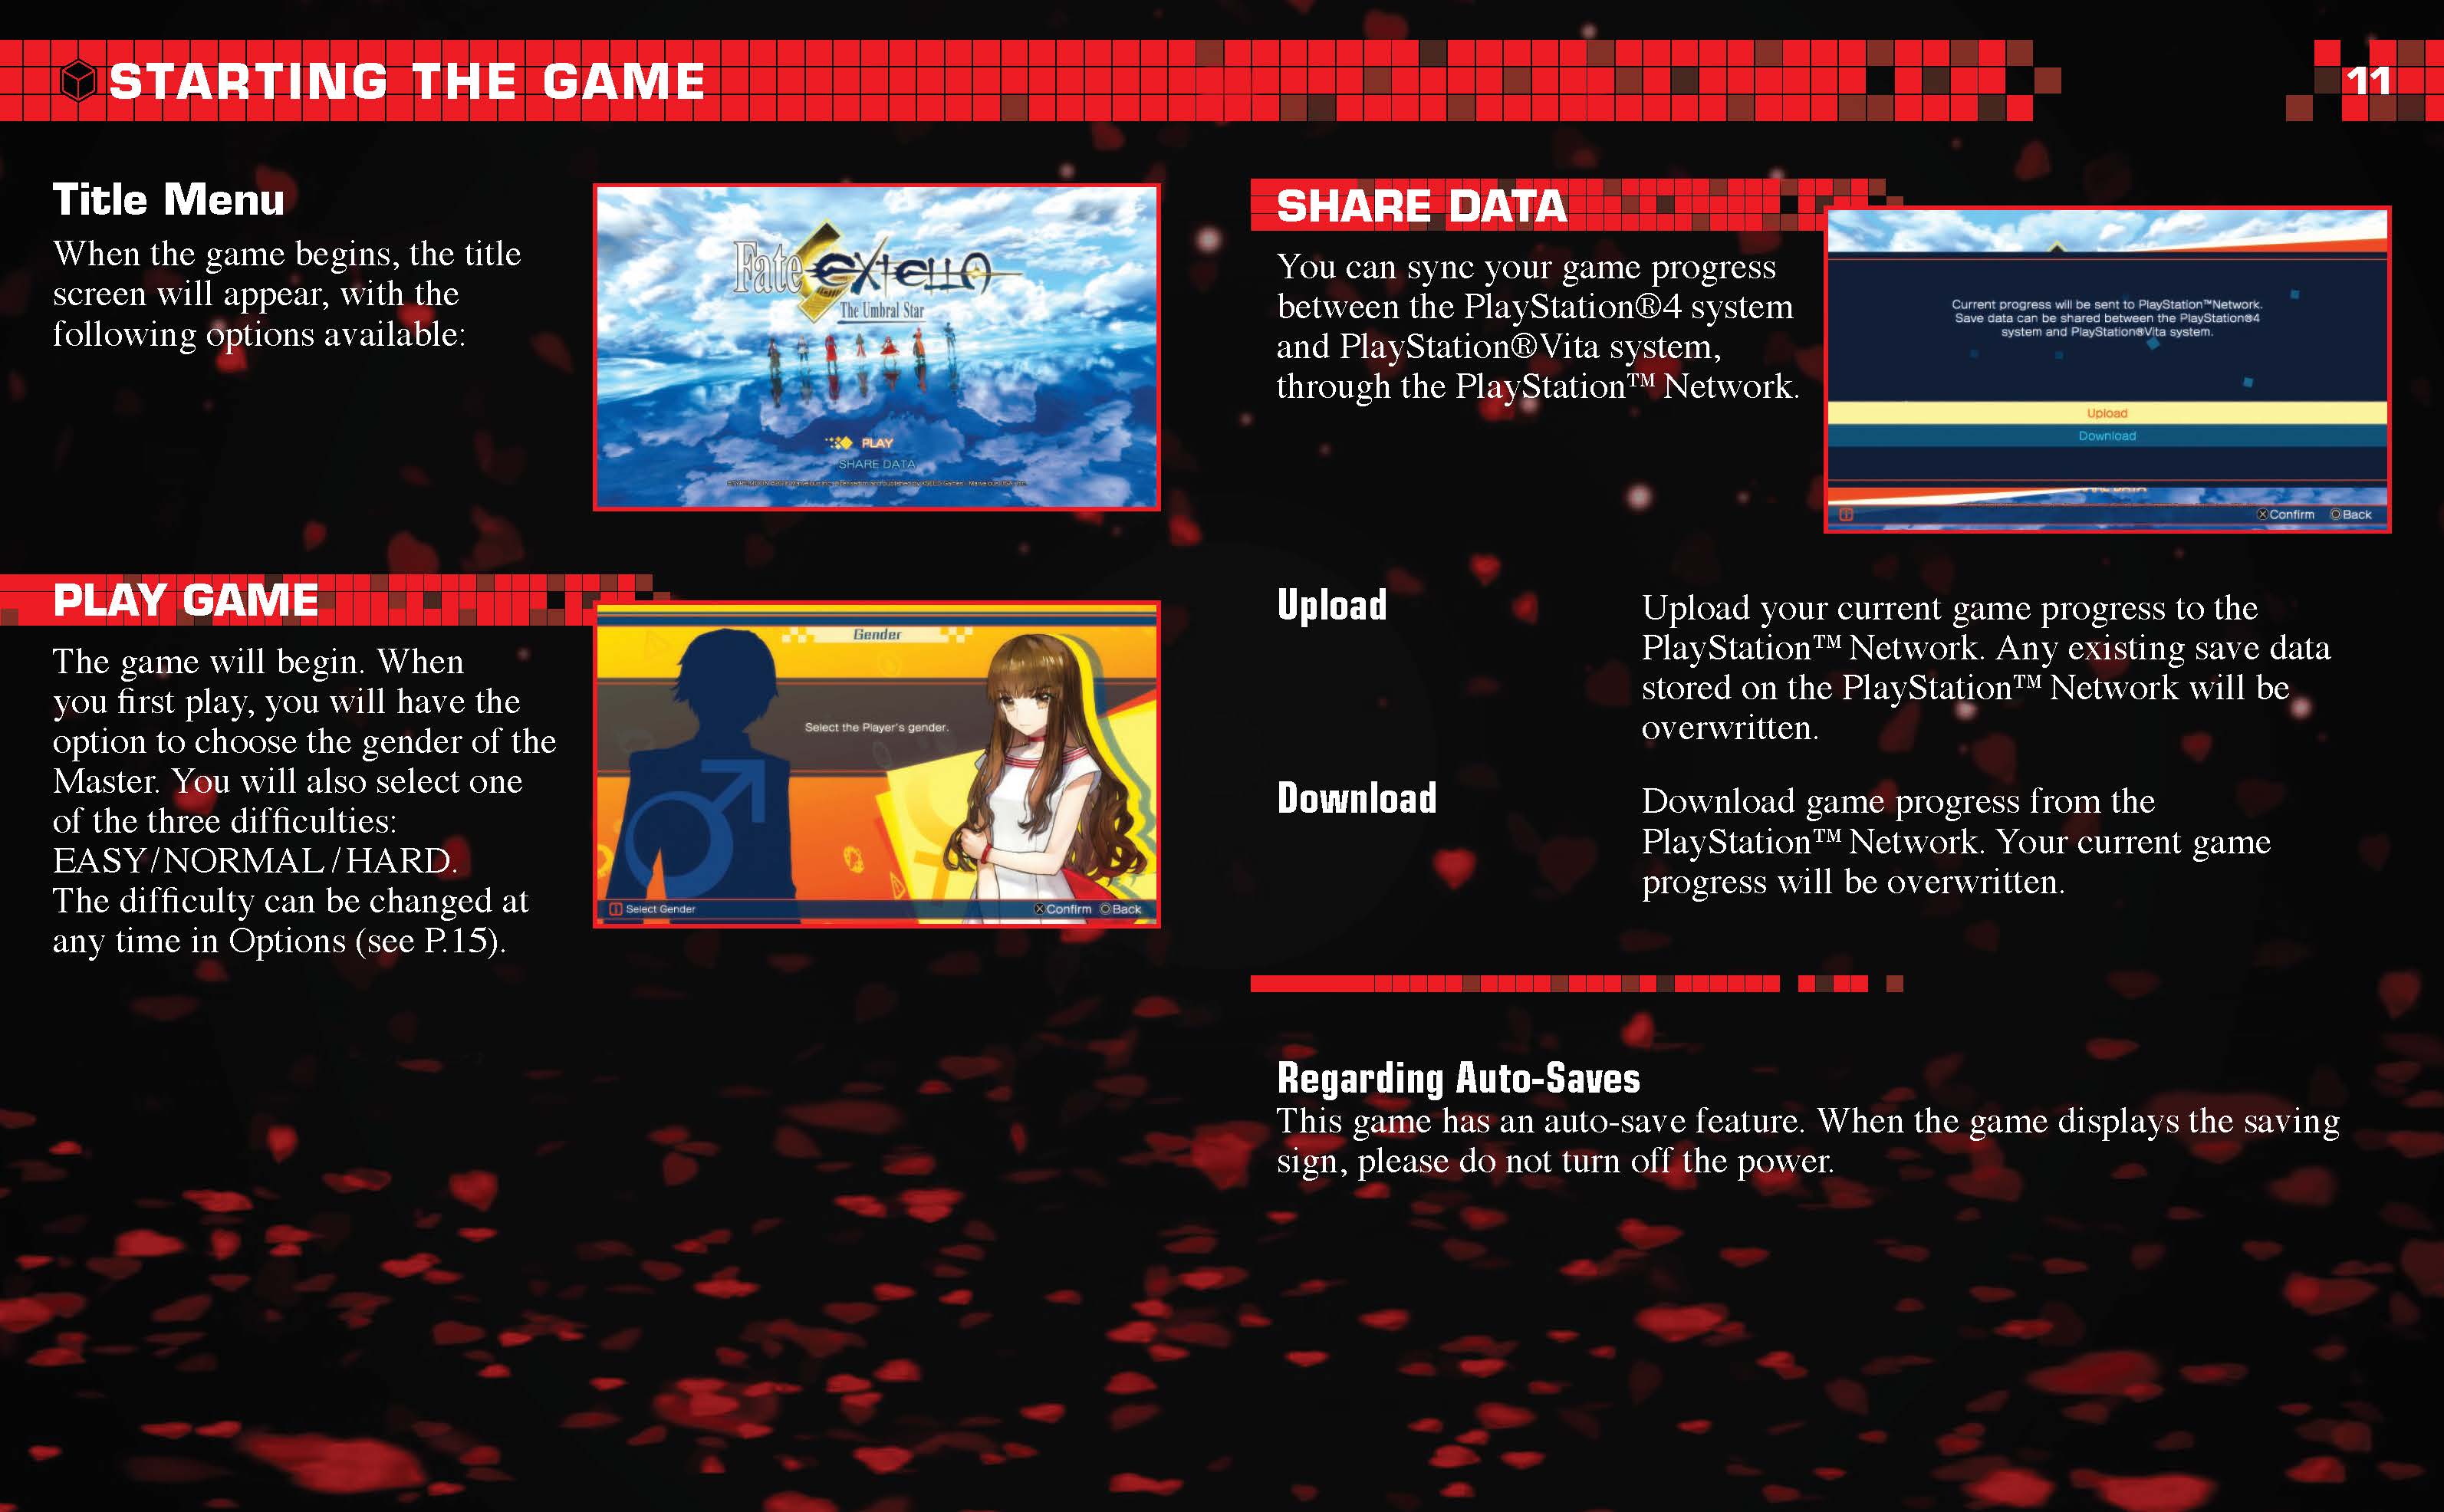 STARTING THE GAME
11
Title Menu
When the game begins, the title
screen will appear, with the
following options available:
Fate EXTELLA
The Umbral Star
PLAY
SHARE DATA
PLAY GAME
The game will begin. When
you first play, you will have the
option to choose the gender of the
Master. You will also select one
of the three difficulties:
EASY/NORMAL/HARD.
The difficulty can be changed at
any time in Options (see P.15).
Gender
Select the Player's gender.
Select Gender
Confirm Back
SHARE DATA
You can sync your game progress
between the PlayStation®4 system
and PlayStation®Vita system,
through the PlayStation™ Network.
Current progress will be sent to PlayStation™Network.
Save data can be shared between the PlayStation®4
system and PlayStation®Vita system.
Upload
Download
Confirm Back
Upload
Upload your current game progress to the
PlayStation™ Network. Any existing save data
stored on the PlayStation™ Network will be
overwritten.
Download
Download game progress from the
PlayStation™ Network. Your current game
progress will be overwritten.
Regarding Auto-Saves
This game has an auto-save feature. When the game displays the saving
sign, please do not turn off the power.